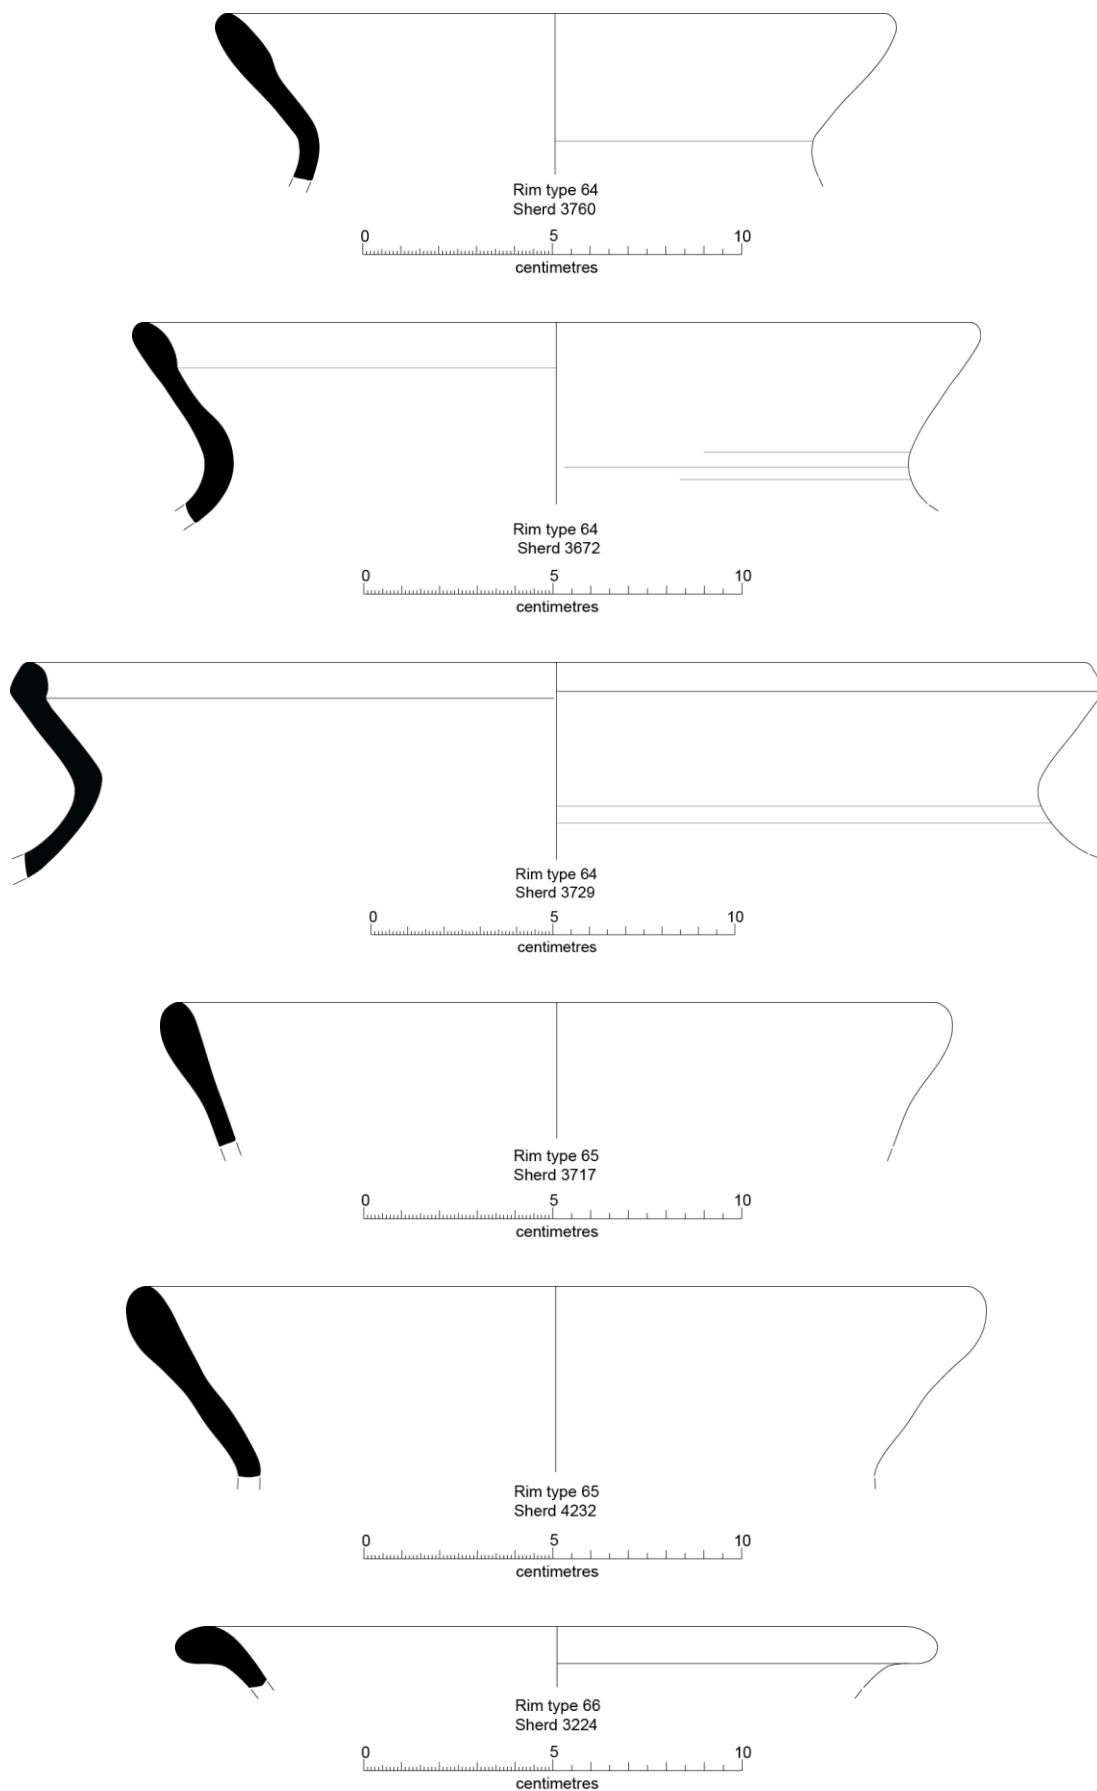 Rim type 64
Sherd 3760
0 5 10
centimetres
Rim type 64
Sherd 3672
0 5 10
centimetres
Rim type 64
Sherd 3729
0 5 10
centimetres
Rim type 65
Sherd 3717
0 5 10
centimetres
Rim type 65
Sherd 4232
0 5 10
centimetres
Rim type 66
Sherd 3224
0 5 10
centimetres